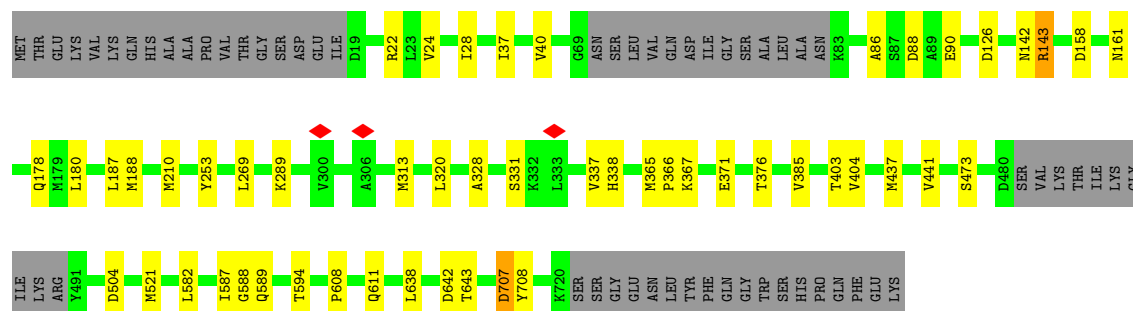 MET THR GLU LYS VAL LYS GLN HIS ALA ALA PRO VAL THR GLY SER ASP GLU ILE D19 R22 L23 V24 I28 I37 V40 G69 ASN SER LEU VAL GLN ASP ILE GLY SER ALA LEU ALA ASN K83 A86 S87 D88 A89 E90 D126 N142 R143 D158 N161
Q178 M179 L180 L187 M188 M210 Y253 L269 K289 V300 A306 M313 L320 A328 S331 K332 L333 V337 H338 M365 P366 K367 E371 T376 V385 T403 V404 M437 V441 S473 D480 SER VAL LYS THR ILE LYS GLY
ILE LYS ARG Y491 D504 M521 L582 I587 G588 Q589 T594 P608 Q611 L638 D642 T643 D707 Y708 K720 SER SER GLY GLU ASN LEU TYR PHE GLN GLY TRP SER HIS PRO GLN PHE GLU LYS